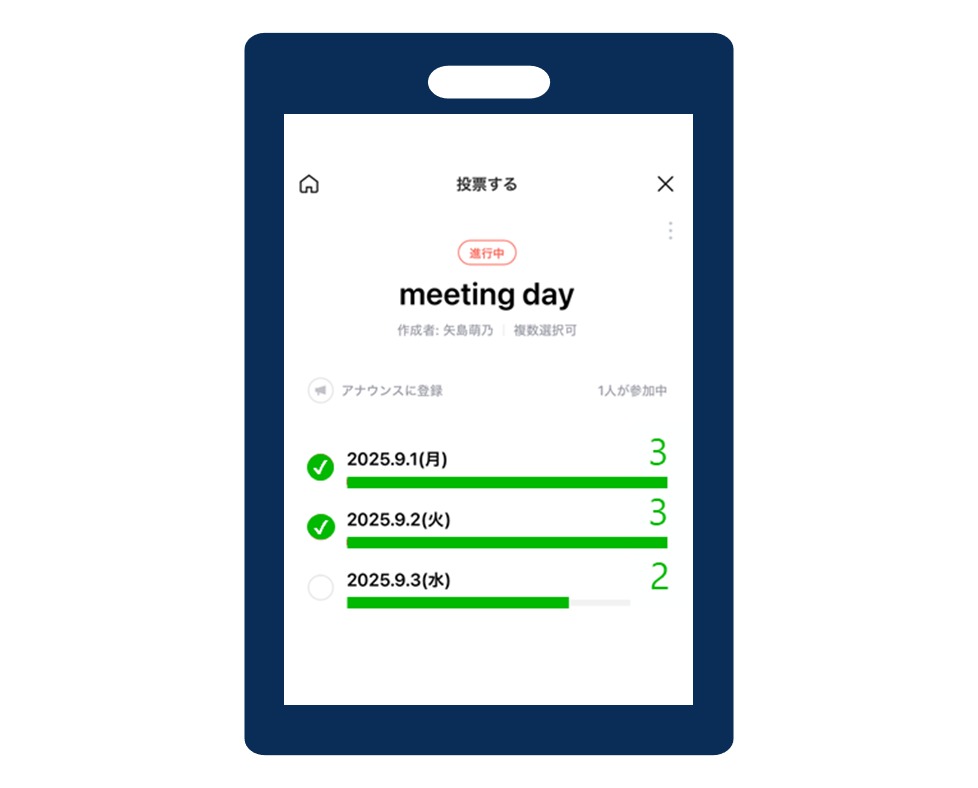 投票する
進行中
meeting day
作成者: 矢島萌乃 | 複数選択可
アナウンスに登録 1人が参加中
2025.9.1(月) 3
2025.9.2(火) 3
2025.9.3(水) 2